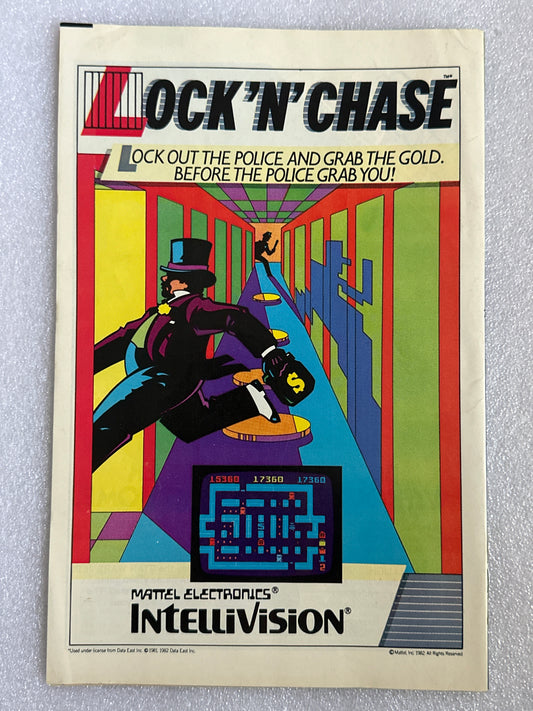 LOCK'N'CHASE™*
LOCK OUT THE POLICE AND GRAB THE GOLD.
BEFORE THE POLICE GRAB YOU!
$
15360 17360 17360
2
MATTEL ELECTRONICS®
INTELLIVISION®
*Used under license from Data East Inc. © 1981, 1982 Data East Inc.
© Mattel, Inc. 1982 All Rights Reserved